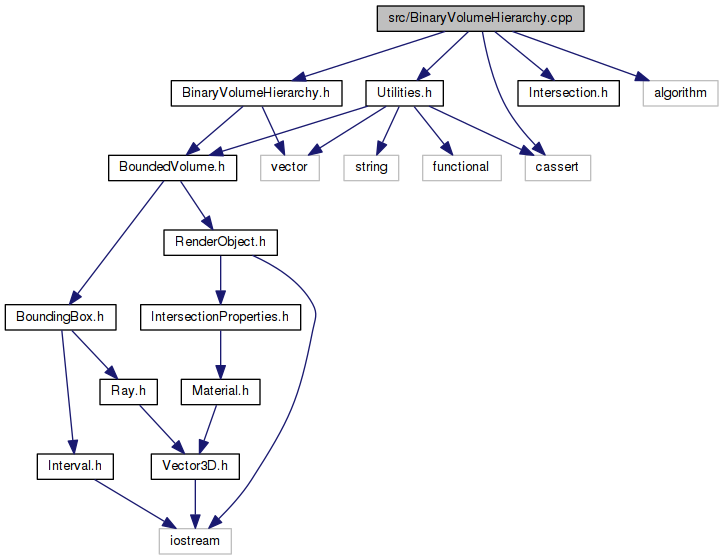 src/BinaryVolumeHierarchy.cpp
BinaryVolumeHierarchy.h
Utilities.h
Intersection.h
algorithm
BoundedVolume.h
vector
string
functional
cassert
RenderObject.h
BoundingBox.h
IntersectionProperties.h
Ray.h
Material.h
Interval.h
Vector3D.h
iostream